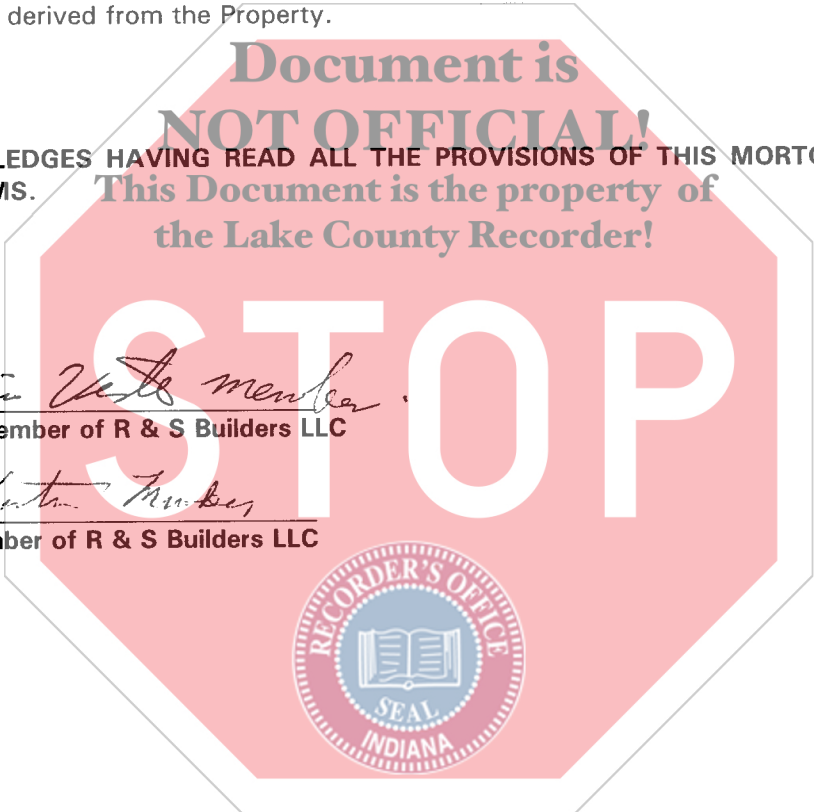 derived from the Property.
Document is
NOT OFFICIAL!
LEDGES HAVING READ ALL THE PROVISIONS OF THIS MORTG
MS.
This Document is the property of
the Lake County Recorder!
STOP
member.
ember of R & S Builders LLC
Member
ber of R & S Builders LLC
RECORDER'S OFFICE
SEAL
INDIANA